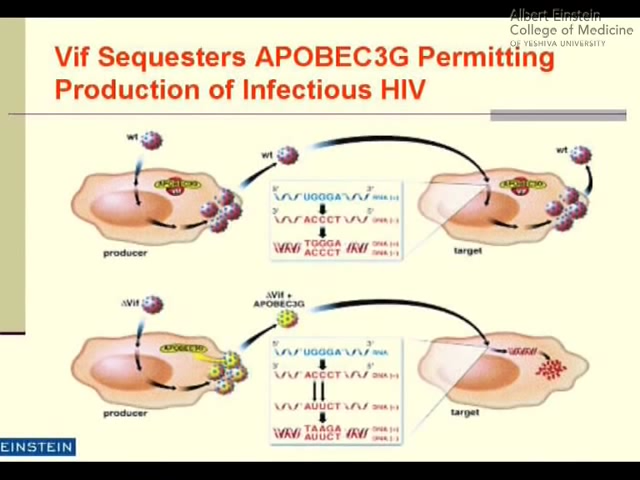 Albert Einstein
College of Medicine
OF YESHIVA UNIVERSITY
Vif Sequesters APOBEC3G Permitting
Production of Infectious HIV
wt
wt
wt
APOBEC3G
Vif
APOBEC3G
5' 3'
UGGGA RNA (+)
3' 5'
ACCCT DNA (−)
TGGGA DNA (+)
ACCCT DNA (−)
producer
target
ΔVif
ΔVif +
APOBEC3G
APOBEC3G
5' 3'
UGGGA RNA
3' 5'
ACCCT DNA (−)
AUUCT DNA (−)
TAAGA DNA (+)
AUUCT DNA (−)
producer
target
EINSTEIN